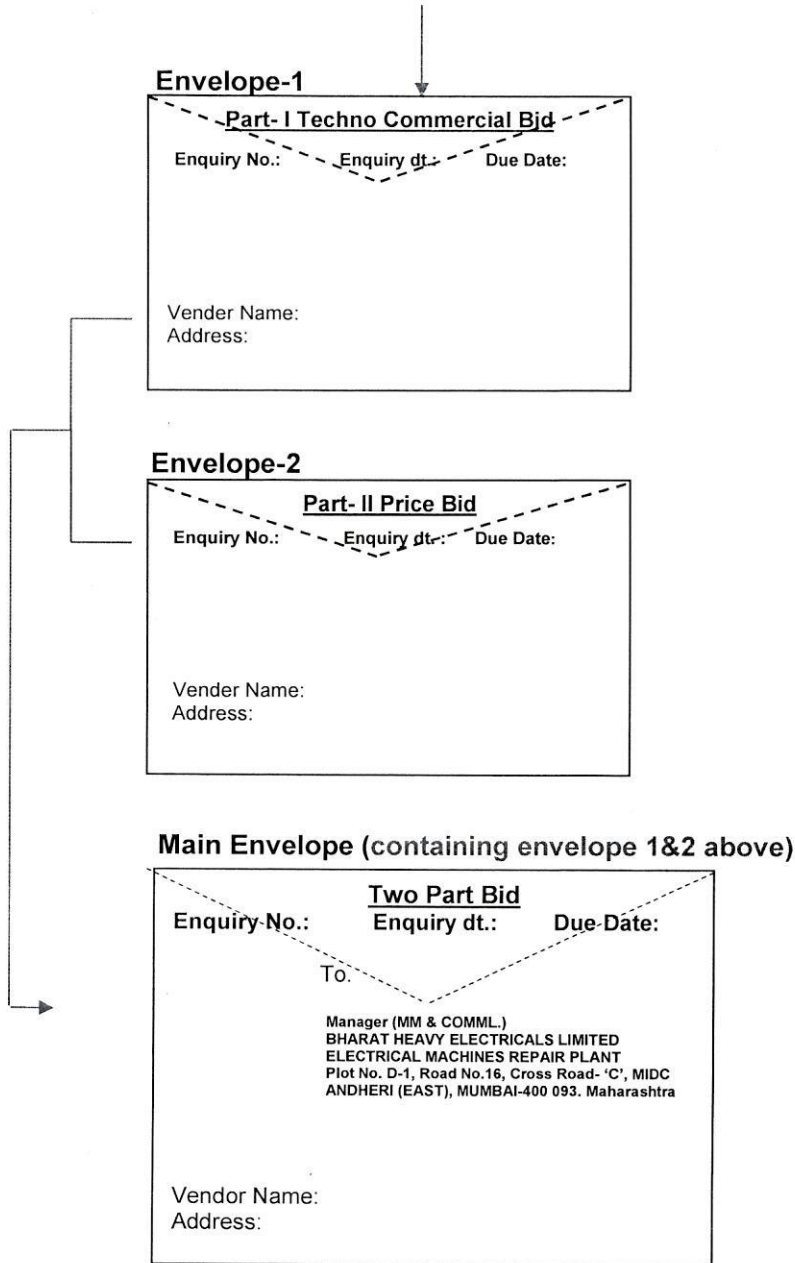 Envelope-1
Part- I Techno Commercial Bid
Enquiry No.: Enquiry dt.: Due Date:
Vender Name:
Address:
Envelope-2
Part- II Price Bid
Enquiry No.: Enquiry dt.: Due Date:
Vender Name:
Address:
Main Envelope (containing envelope 1&2 above)
Two Part Bid
Enquiry No.: Enquiry dt.: Due Date:
To.
Manager (MM & COMML.)
BHARAT HEAVY ELECTRICALS LIMITED
ELECTRICAL MACHINES REPAIR PLANT
Plot No. D-1, Road No.16, Cross Road- ‘C’, MIDC
ANDHERI (EAST), MUMBAI-400 093. Maharashtra
Vendor Name:
Address: